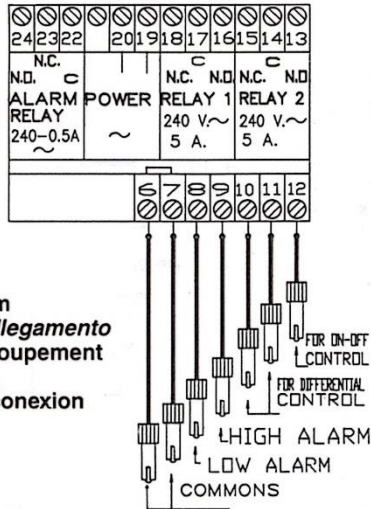 24 23 22 20 19 18 17 16 15 14 13
N.C. C N.C. N.O. C N.C. N.O
N.O. C
ALARM POWER RELAY 1 RELAY 2
RELAY 240 V.~ 240 V.~
240-0.5A ~ 5 A. 5 A.
~
6 7 8 9 10 11 12
llegamento
oupement
conexion
FOR ON-OFF
CONTROL
FOR DIFFERENTIAL
CONTROL
HIGH ALARM
LOW ALARM
COMMONS